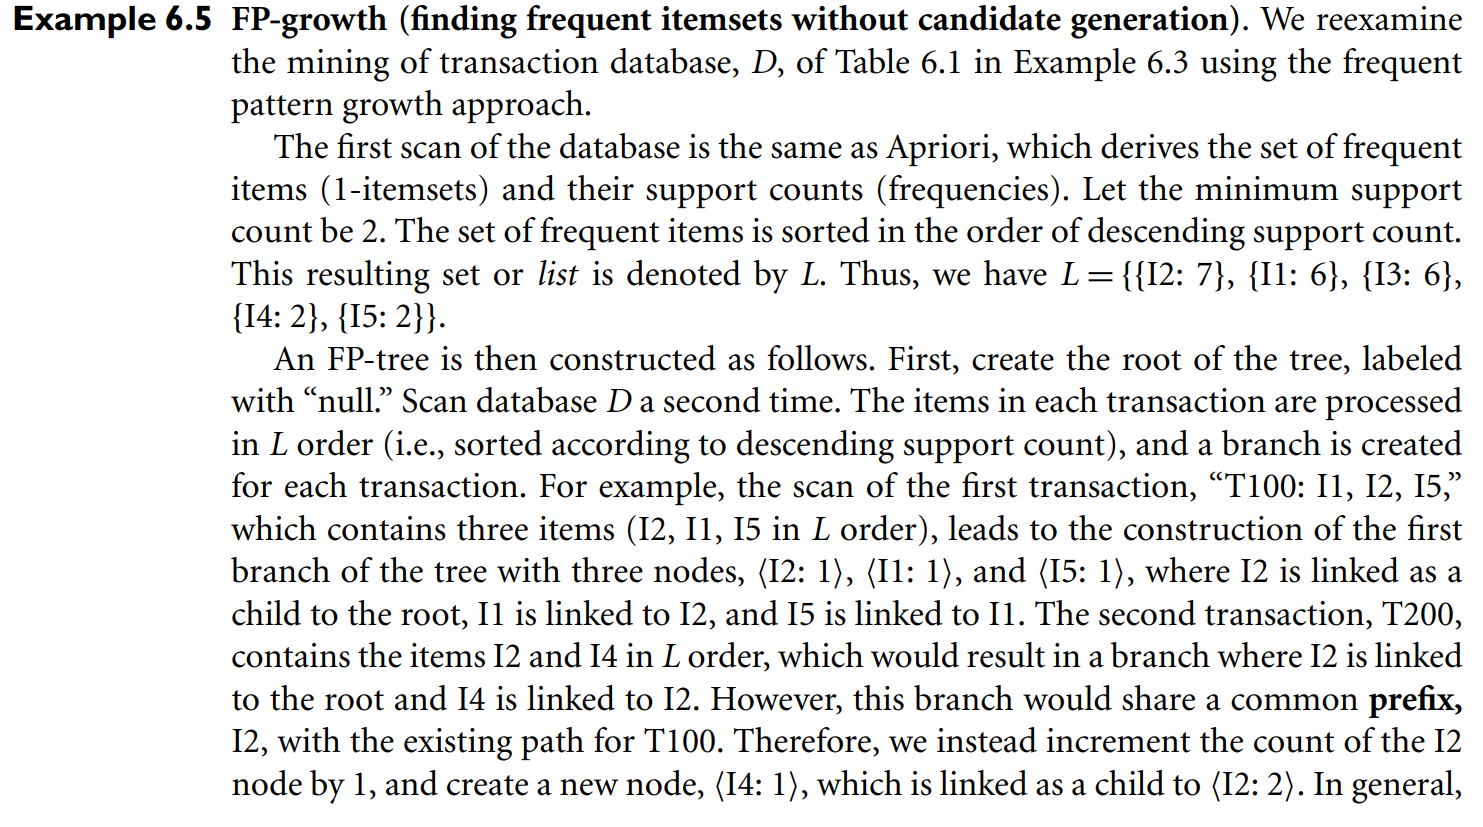 Example 6.5 FP-growth (finding frequent itemsets without candidate generation). We reexamine
the mining of transaction database, D, of Table 6.1 in Example 6.3 using the frequent
pattern growth approach.
The first scan of the database is the same as Apriori, which derives the set of frequent
items (1-itemsets) and their support counts (frequencies). Let the minimum support
count be 2. The set of frequent items is sorted in the order of descending support count.
This resulting set or list is denoted by L. Thus, we have L = {{I2: 7}, {I1: 6}, {I3: 6},
{I4: 2}, {I5: 2}}.
An FP-tree is then constructed as follows. First, create the root of the tree, labeled
with “null.” Scan database D a second time. The items in each transaction are processed
in L order (i.e., sorted according to descending support count), and a branch is created
for each transaction. For example, the scan of the first transaction, “T100: I1, I2, I5,”
which contains three items (I2, I1, I5 in L order), leads to the construction of the first
branch of the tree with three nodes, ⟨I2: 1⟩, ⟨I1: 1⟩, and ⟨I5: 1⟩, where I2 is linked as a
child to the root, I1 is linked to I2, and I5 is linked to I1. The second transaction, T200,
contains the items I2 and I4 in L order, which would result in a branch where I2 is linked
to the root and I4 is linked to I2. However, this branch would share a common prefix,
I2, with the existing path for T100. Therefore, we instead increment the count of the I2
node by 1, and create a new node, ⟨I4: 1⟩, which is linked as a child to ⟨I2: 2⟩. In general,